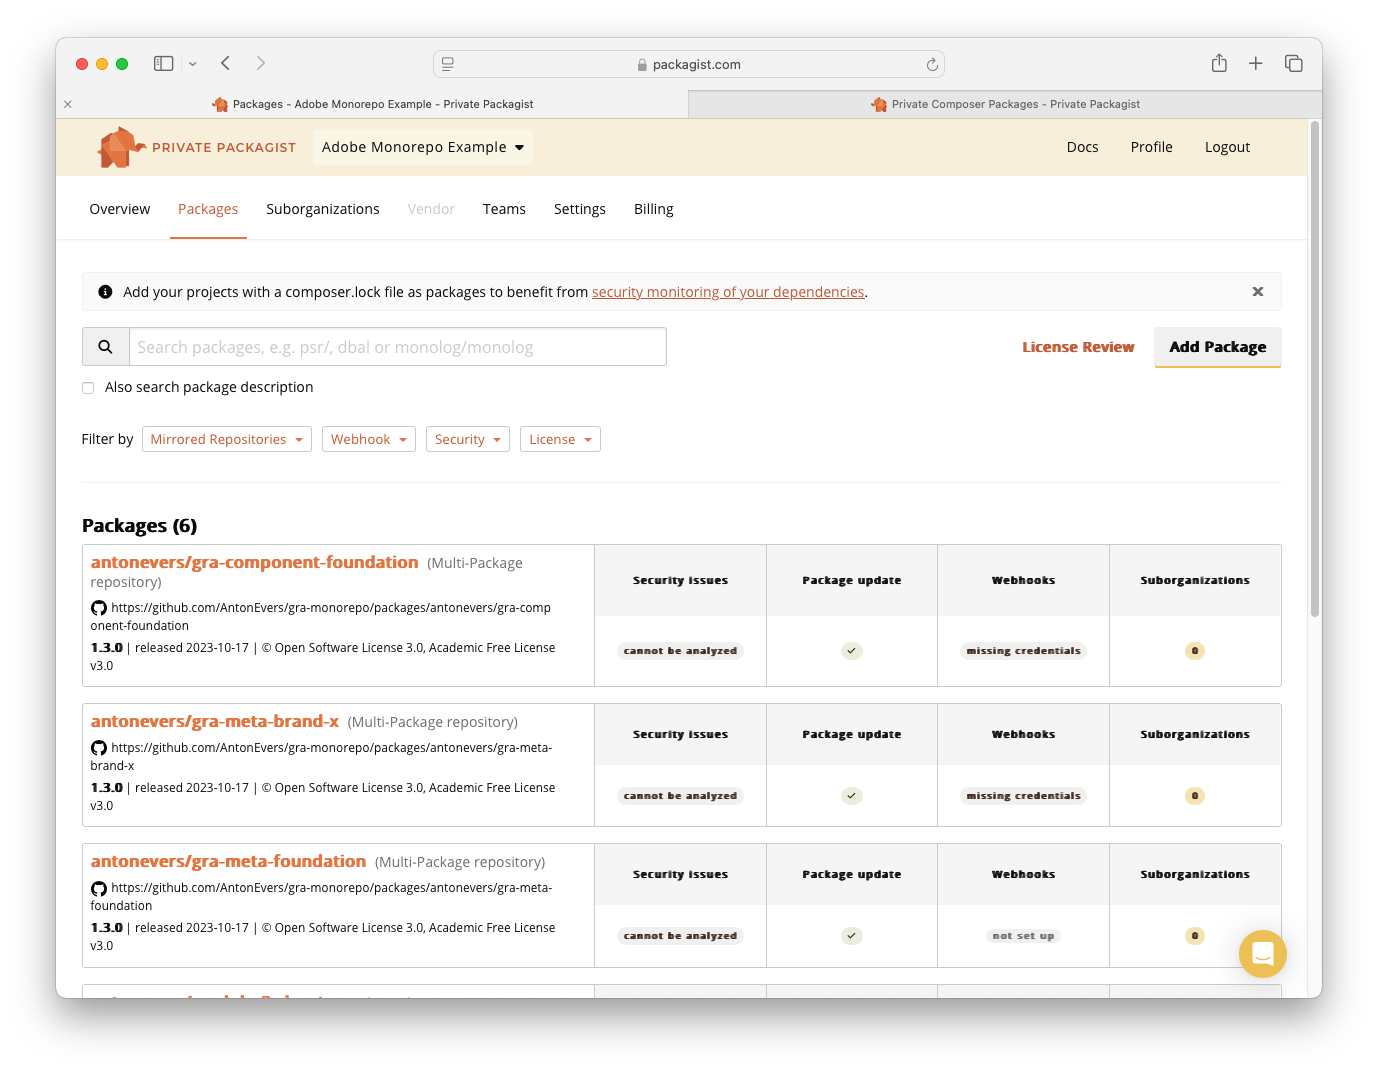 packagist.com
Packages - Adobe Monorepo Example - Private Packagist
Private Composer Packages - Private Packagist
PRIVATE PACKAGIST
Adobe Monorepo Example
Docs
Profile
Logout
Overview
Packages
Suborganizations
Vendor
Teams
Settings
Billing
Add your projects with a composer.lock file as packages to benefit from security monitoring of your dependencies.
Search packages, e.g. psr/, dbal or monolog/monolog
License Review
Add Package
Also search package description
Filter by
Mirrored Repositories
Webhook
Security
License
Packages (6)
antonevers/gra-component-foundation (Multi-Package
repository)
https://github.com/AntonEvers/gra-monorepo/packages/antonevers/gra-comp
onent-foundation
1.3.0 | released 2023-10-17 | © Open Software License 3.0, Academic Free License
v3.0
Security issues
Package update
Webhooks
Suborganizations
cannot be analyzed
missing credentials
0
antonevers/gra-meta-brand-x (Multi-Package repository)
https://github.com/AntonEvers/gra-monorepo/packages/antonevers/gra-meta-
brand-x
1.3.0 | released 2023-10-17 | © Open Software License 3.0, Academic Free License
v3.0
Security issues
Package update
Webhooks
Suborganizations
cannot be analyzed
missing credentials
0
antonevers/gra-meta-foundation (Multi-Package repository)
https://github.com/AntonEvers/gra-monorepo/packages/antonevers/gra-meta-
foundation
1.3.0 | released 2023-10-17 | © Open Software License 3.0, Academic Free License
v3.0
Security issues
Package update
Webhooks
Suborganizations
cannot be analyzed
not set up
0